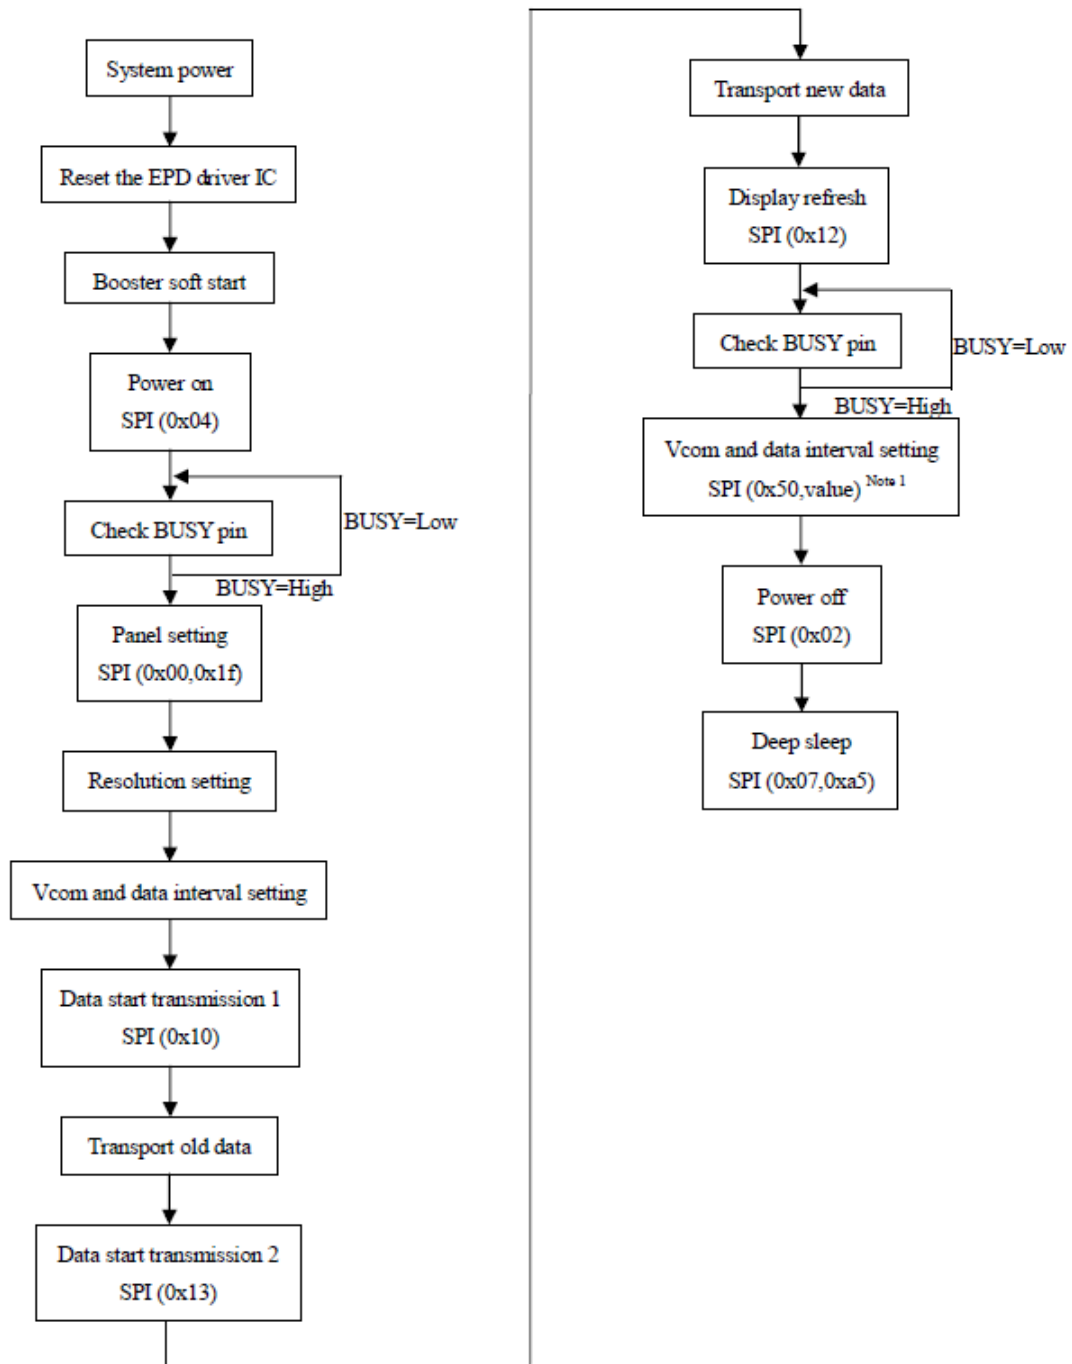 System power
Reset the EPD driver IC
Booster soft start
Power on
SPI (0x04)
Check BUSY pin
BUSY=Low
BUSY=High
Panel setting
SPI (0x00,0x1f)
Resolution setting
Vcom and data interval setting
Data start transmission 1
SPI (0x10)
Transport old data
Data start transmission 2
SPI (0x13)
Transport new data
Display refresh
SPI (0x12)
Check BUSY pin
BUSY=Low
BUSY=High
Vcom and data interval setting
SPI (0x50,value) Note 1
Power off
SPI (0x02)
Deep sleep
SPI (0x07,0xa5)